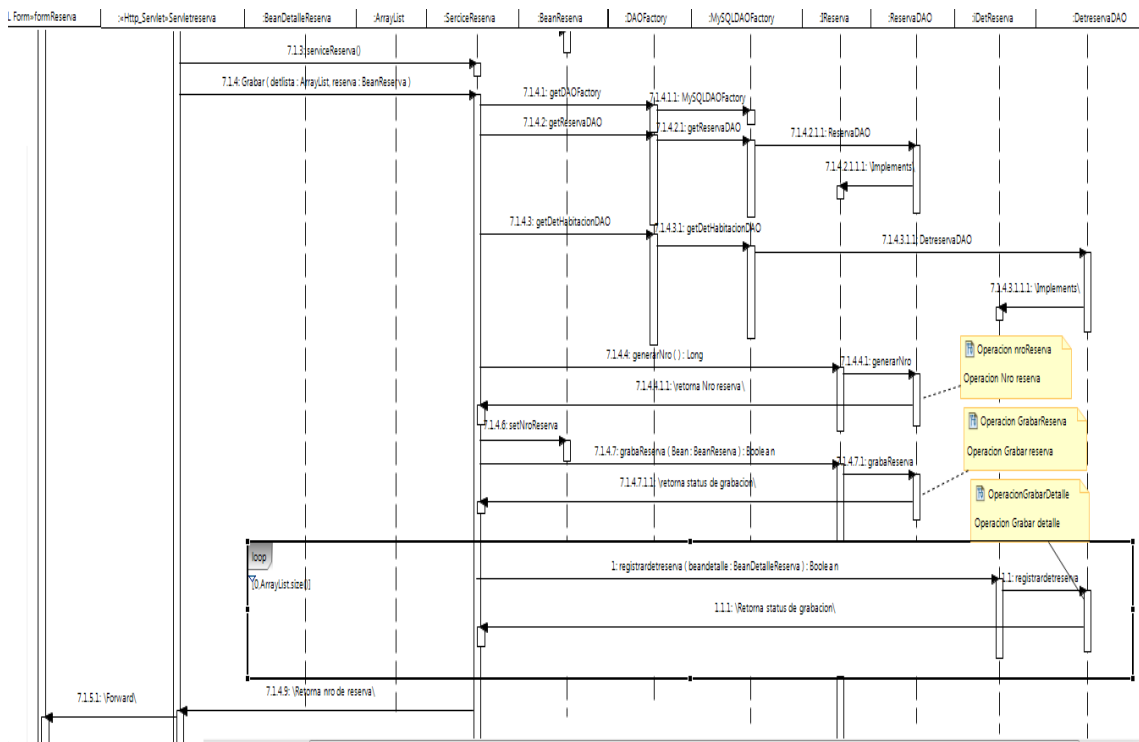 L Form»formReserva :«Http_Servlet»Servletreserva :BeanDetalleReserva :ArrayList :SerciceReserva :BeanReserva :DAOFactory :MySQLDAOFactory :IReserva :ReservaDAO :IDetReserva :DetreservaDAO
7.1.3: serviceReserva()
7.1.4: Grabar ( detlista : ArrayList, reserva : BeanReserva )
7.1.4.1: getDAOFactory
7.1.4.1.1: MySQLDAOFactory
7.1.4.2: getReservaDAO
7.1.4.2.1: getReservaDAO
7.1.4.2.1.1: ReservaDAO
7.1.4.2.1.1.1: \Implements\
7.1.4.3: getDetHabitacionDAO
7.1.4.3.1: getDetHabitacionDAO
7.1.4.3.1.1: DetreservaDAO
7.1.4.3.1.1.1: \Implements\
7.1.4.4: generarNro ( ) : Long
7.1.4.4.1: generarNro
Operacion nroReserva
Operacion Nro reserva
7.1.4.4.1.1: \retorna Nro reserva\
7.1.4.6: setNroReserva
7.1.4.7: grabaReserva ( Bean : BeanReserva ) : Boolean
7.1.4.7.1: grabaReserva
Operacion GrabarReserva
Operacion Grabar reserva
7.1.4.7.1.1: \retorna status de grabacion\
OperacionGrabarDetalle
Operacion Grabar detalle
loop
[0,ArrayList.size()]
1: registrardetreserva ( beandetalle : BeanDetalleReserva ) : Boolean
1.1: registrardetreserva
1.1.1: \Retorna status de grabacion\
7.1.4.9: \Retorna nro de reserva\
7.1.5.1: \Forward\